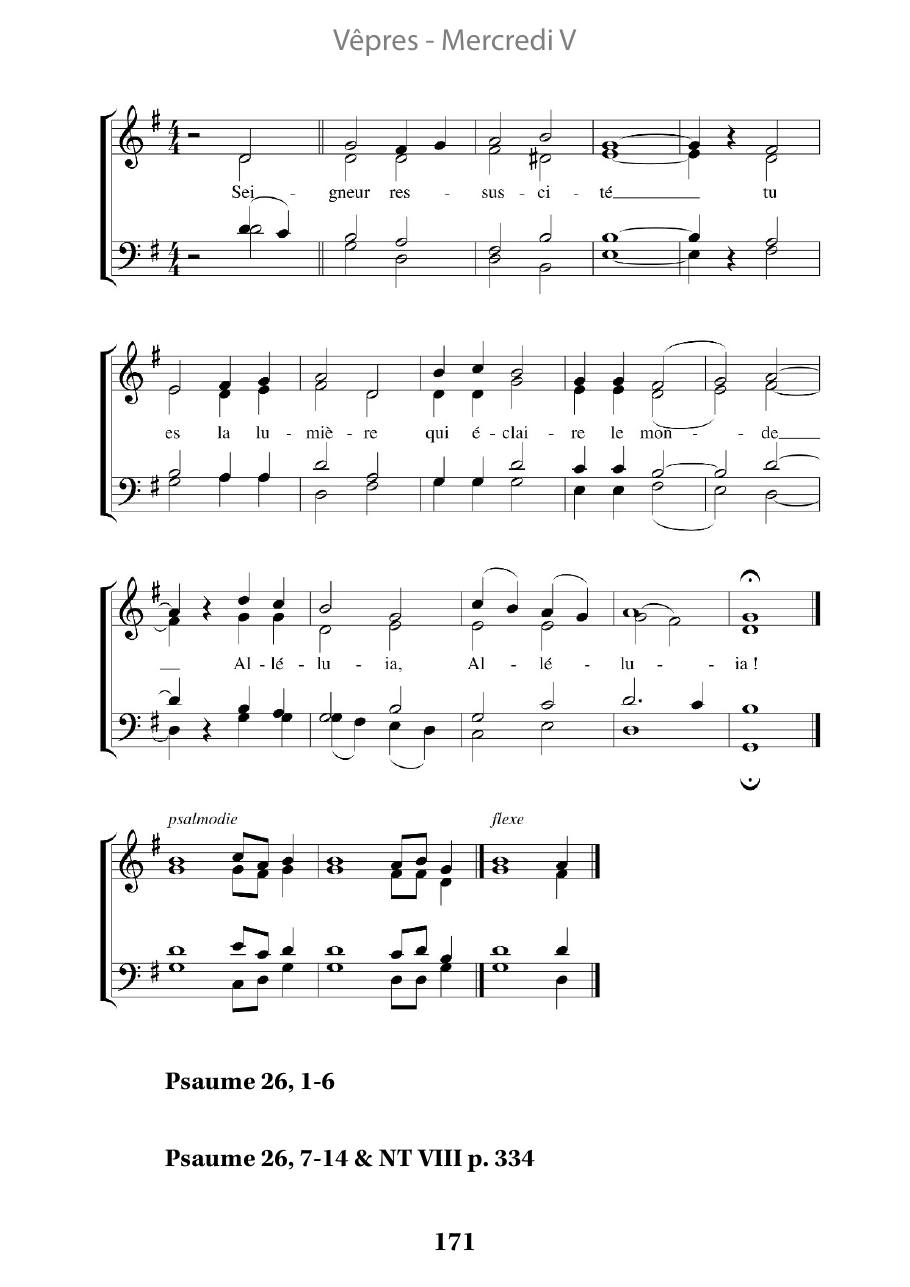 Vêpres - Mercredi V
Sei - gneur res - sus - ci - té tu
es la lu - miè - re qui é - clai - re le mon - de
Al - lé - lu - ia, Al - lé - lu - ia !
psalmodie flexe
Psaume 26, 1-6
Psaume 26, 7-14 & NT VIII p. 334
171